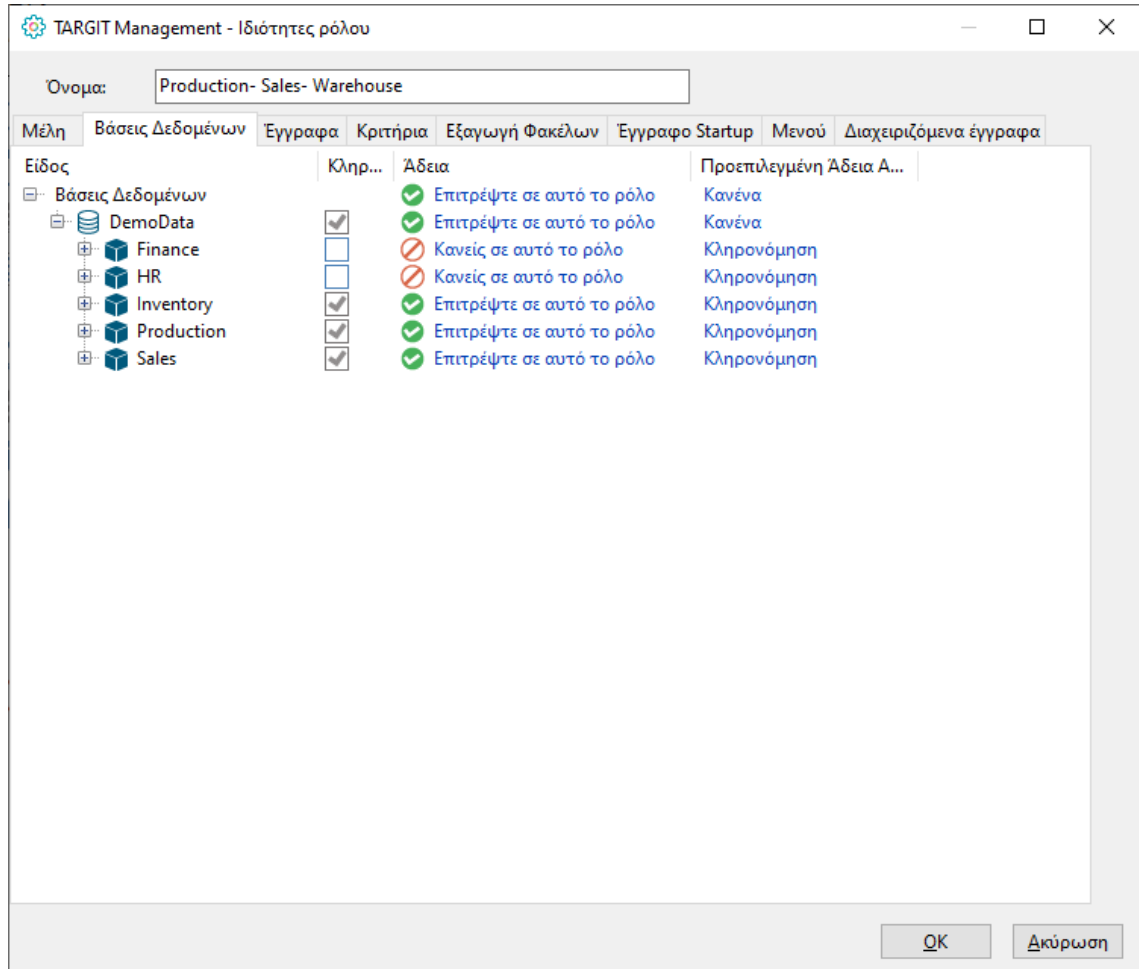 TARGIT Management - Ιδιότητες ρόλου
Όνομα: Production- Sales- Warehouse
Μέλη Βάσεις Δεδομένων Έγγραφα Κριτήρια Εξαγωγή Φακέλων Έγγραφο Startup Μενού Διαχειριζόμενα έγγραφα
Είδος Κληρ... Άδεια Προεπιλεγμένη Άδεια Α...
Βάσεις Δεδομένων Επιτρέψτε σε αυτό το ρόλο Κανένα
DemoData Επιτρέψτε σε αυτό το ρόλο Κανένα
Finance Κανείς σε αυτό το ρόλο Κληρονόμηση
HR Κανείς σε αυτό το ρόλο Κληρονόμηση
Inventory Επιτρέψτε σε αυτό το ρόλο Κληρονόμηση
Production Επιτρέψτε σε αυτό το ρόλο Κληρονόμηση
Sales Επιτρέψτε σε αυτό το ρόλο Κληρονόμηση
OK Ακύρωση